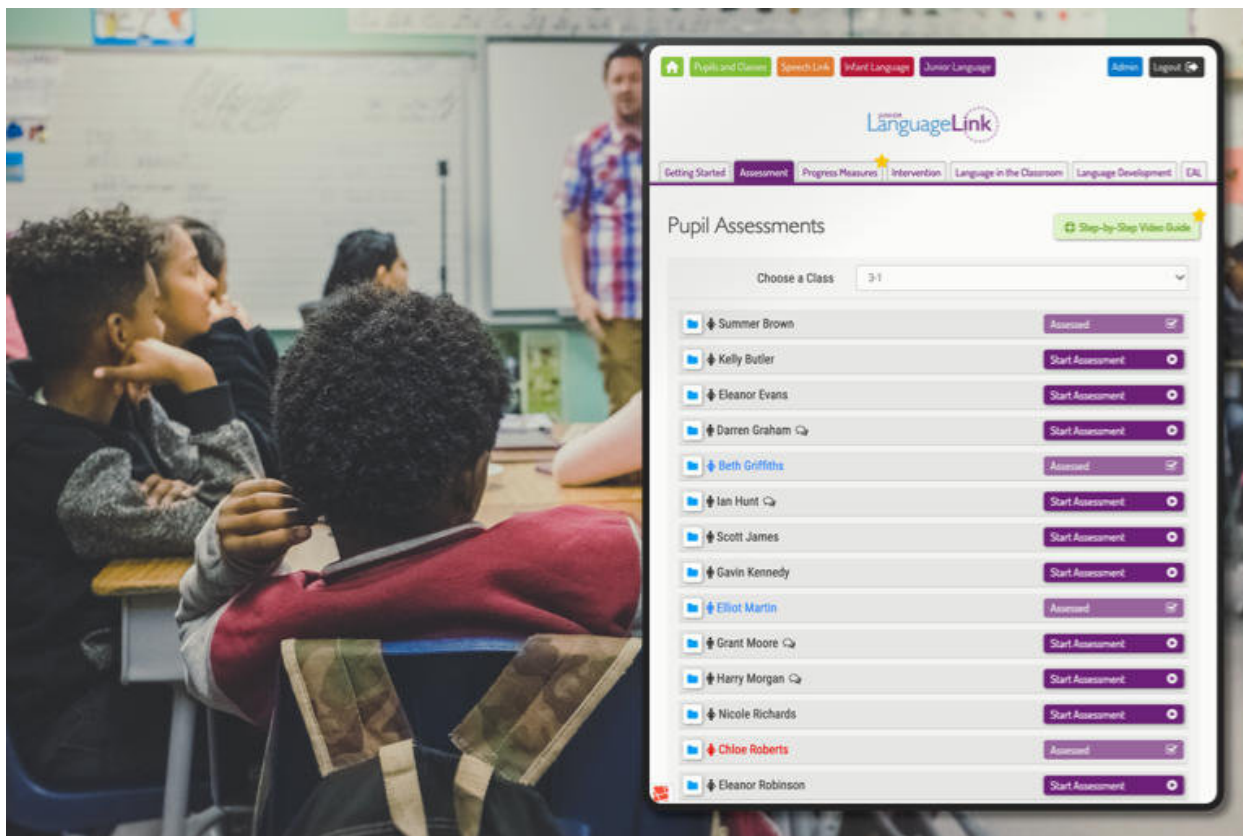 Pupils and Classes Speech Link Infant Language Junior Language Admin Logout
JUNIOR
LanguageLink
Getting Started Assessment Progress Measures Intervention Language in the Classroom Language Development EAL
Pupil Assessments Step-by-Step Video Guide
Choose a Class 3-1
Summer Brown Assessed
Kelly Butler Start Assessment
Eleanor Evans Start Assessment
Darren Graham Start Assessment
Beth Griffiths Assessed
Ian Hunt Start Assessment
Scott James Start Assessment
Gavin Kennedy Start Assessment
Elliot Martin Assessed
Grant Moore Start Assessment
Harry Morgan Start Assessment
Nicole Richards Start Assessment
Chloe Roberts Assessed
Eleanor Robinson Start Assessment